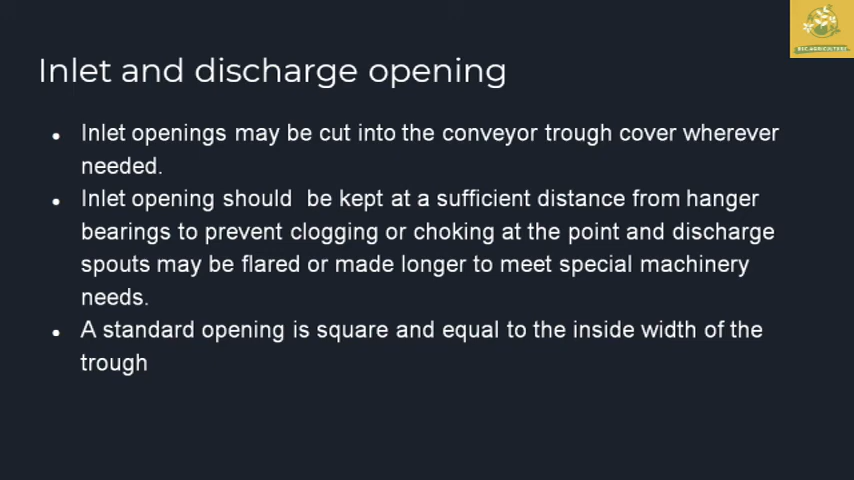 BSC.AGRICULTURE
Inlet and discharge opening
● Inlet openings may be cut into the conveyor trough cover wherever
needed.
● Inlet opening should  be kept at a sufficient distance from hanger
bearings to prevent clogging or choking at the point and discharge
spouts may be flared or made longer to meet special machinery
needs.
● A standard opening is square and equal to the inside width of the
trough